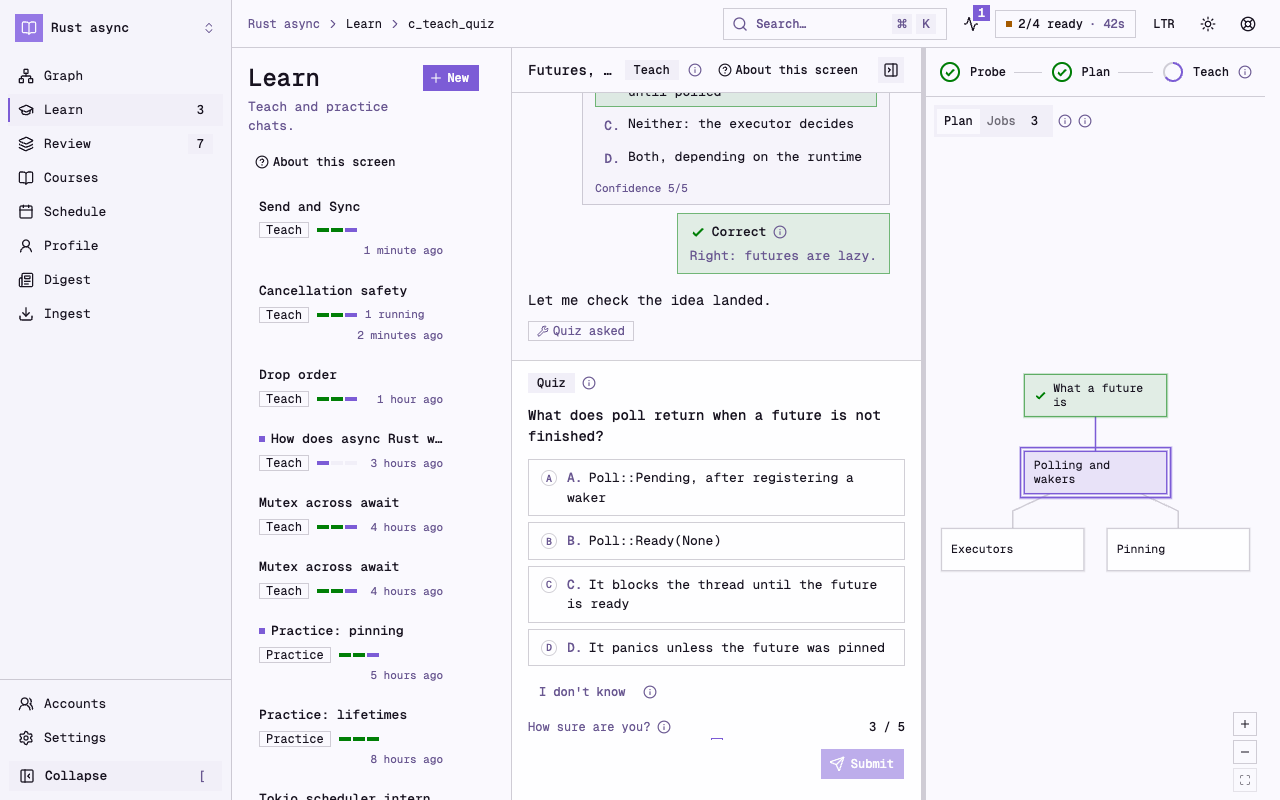 Rust async
Graph
Learn 3
Review 7
Courses
Schedule
Profile
Digest
Ingest
Accounts
Settings
Collapse [
Rust async > Learn > c_teach_quiz
Search… ⌘ K
1
2/4 ready · 42s
LTR
Learn
+ New
Teach and practice
chats.
About this screen
Send and Sync
Teach
1 minute ago
Cancellation safety
Teach 1 running
2 minutes ago
Drop order
Teach 1 hour ago
How does async Rust w…
Teach 3 hours ago
Mutex across await
Teach 4 hours ago
Mutex across await
Teach 4 hours ago
Practice: pinning
Practice
5 hours ago
Practice: lifetimes
Practice
8 hours ago
Tokio scheduler intern
Futures, … Teach About this screen
until polled
C. Neither: the executor decides
D. Both, depending on the runtime
Confidence 5/5
Correct
Right: futures are lazy.
Let me check the idea landed.
Quiz asked
Quiz
What does poll return when a future is not
finished?
A A. Poll::Pending, after registering a
waker
B B. Poll::Ready(None)
C C. It blocks the thread until the future
is ready
D D. It panics unless the future was pinned
I don't know
How sure are you? 3 / 5
Submit
Probe Plan Teach
Plan Jobs 3
What a future
is
Polling and
wakers
Executors
Pinning